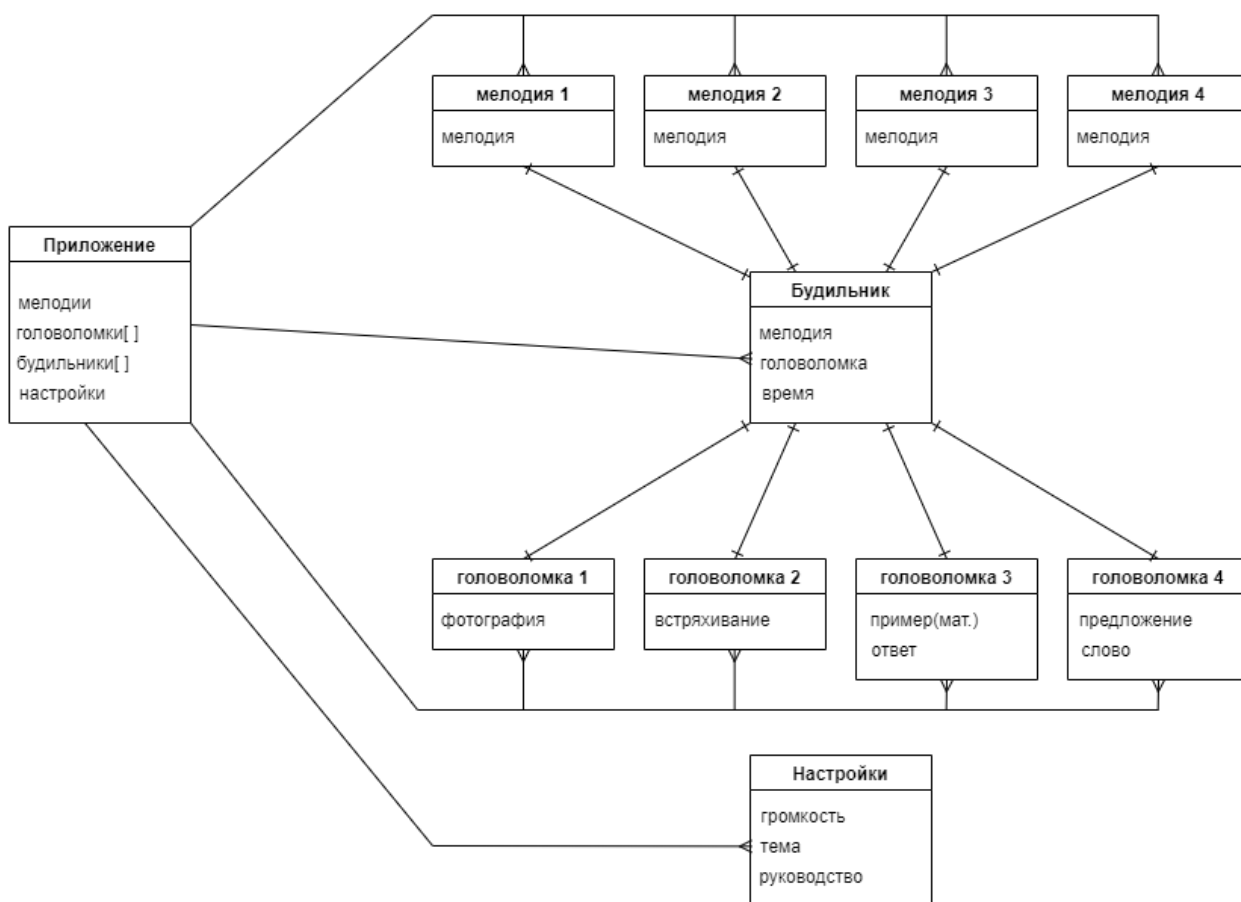 мелодия 1
мелодия
мелодия 2
мелодия
мелодия 3
мелодия
мелодия 4
мелодия
Приложение
мелодии
головоломки[ ]
будильники[ ]
настройки
Будильник
мелодия
головоломка
время
головоломка 1
фотография
головоломка 2
встряхивание
головоломка 3
пример(мат.)
ответ
головоломка 4
предложение
слово
Настройки
громкость
тема
руководство